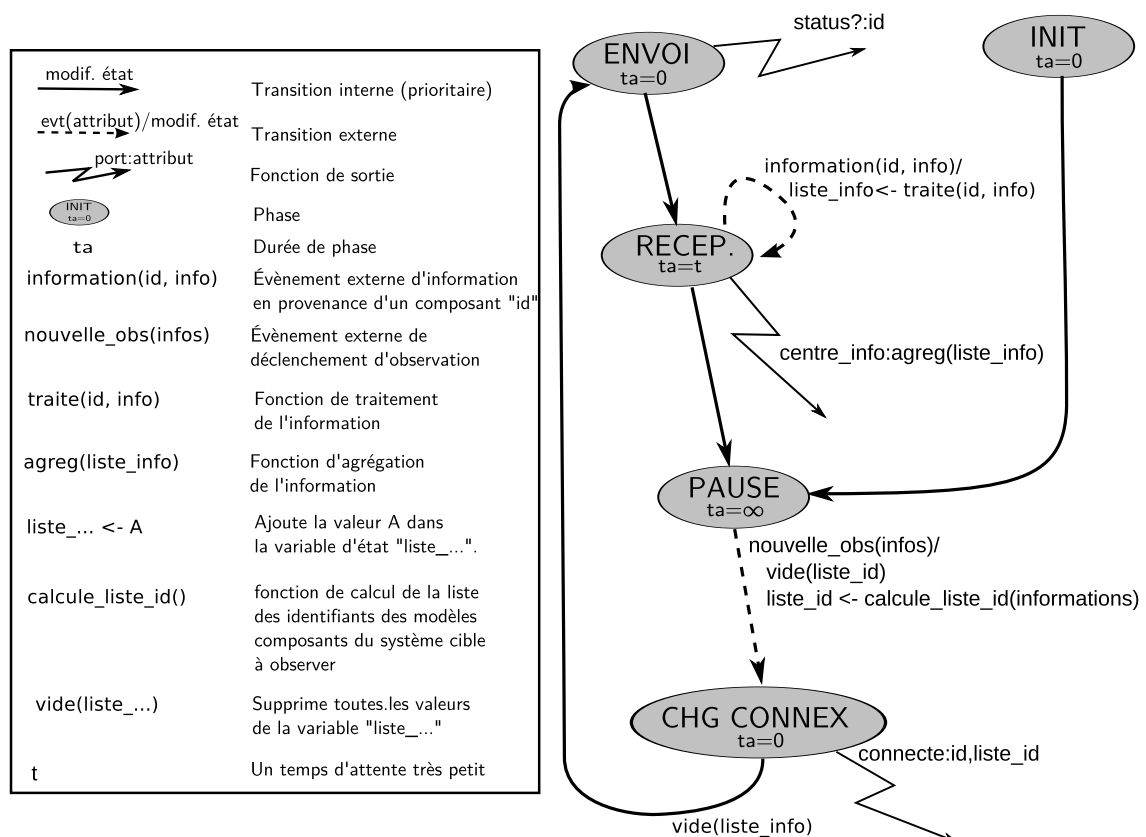 modif. état
Transition interne (prioritaire)
evt(attribut)/modif. état
Transition externe
port:attribut
Fonction de sortie
INIT
ta=0
Phase
ta
Durée de phase
information(id, info)
Évènement externe d'information
en provenance d'un composant "id"
nouvelle_obs(infos)
Évènement externe de
déclenchement d'observation
traite(id, info)
Fonction de traitement
de l'information
agreg(liste_info)
Fonction d'agrégation
de l'information
liste_... <- A
Ajoute la valeur A dans
la variable d'état "liste_...".
calcule_liste_id()
fonction de calcul de la liste
des identifiants des modèles
composants du système cible
à observer
vide(liste_...)
Supprime toutes.les valeurs
de la variable "liste_..."
t
Un temps d'attente très petit
status?:id
ENVOI
ta=0
INIT
ta=0
information(id, info)/
liste_info<- traite(id, info)
RECEP.
ta=t
centre_info:agreg(liste_info)
PAUSE
ta=∞
nouvelle_obs(infos)/
vide(liste_id)
liste_id <- calcule_liste_id(informations)
CHG CONNEX
ta=0
connecte:id,liste_id
vide(liste_info)